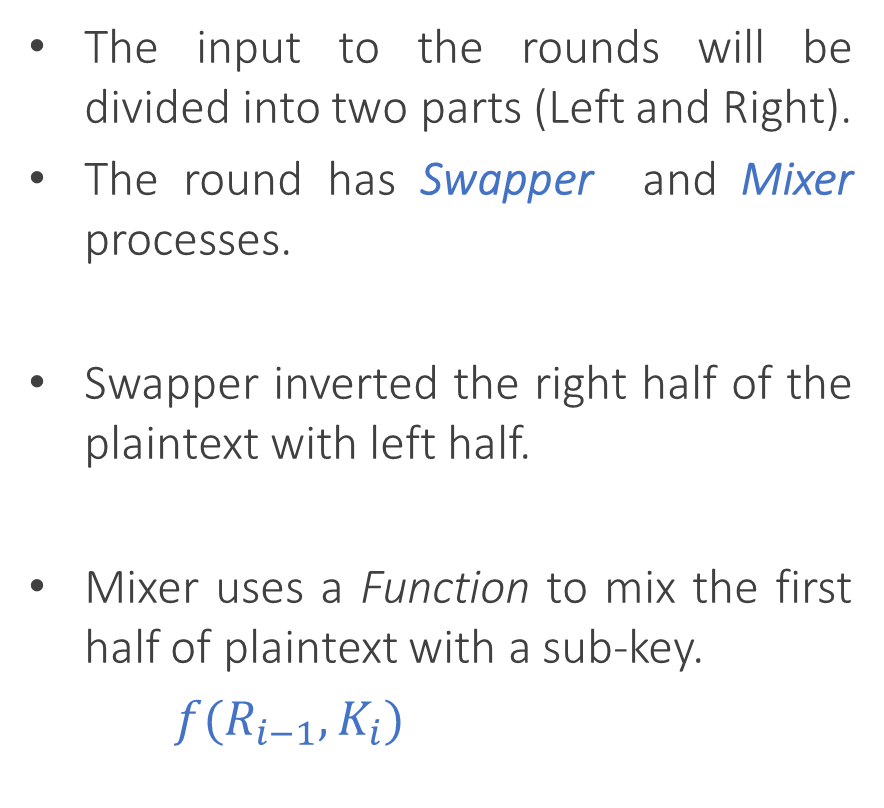 • The input to the rounds will be
divided into two parts (Left and Right).
• The round has Swapper and Mixer
processes.
• Swapper inverted the right half of the
plaintext with left half.
• Mixer uses a Function to mix the first
half of plaintext with a sub-key.
f(R_{i−1}, K_i)